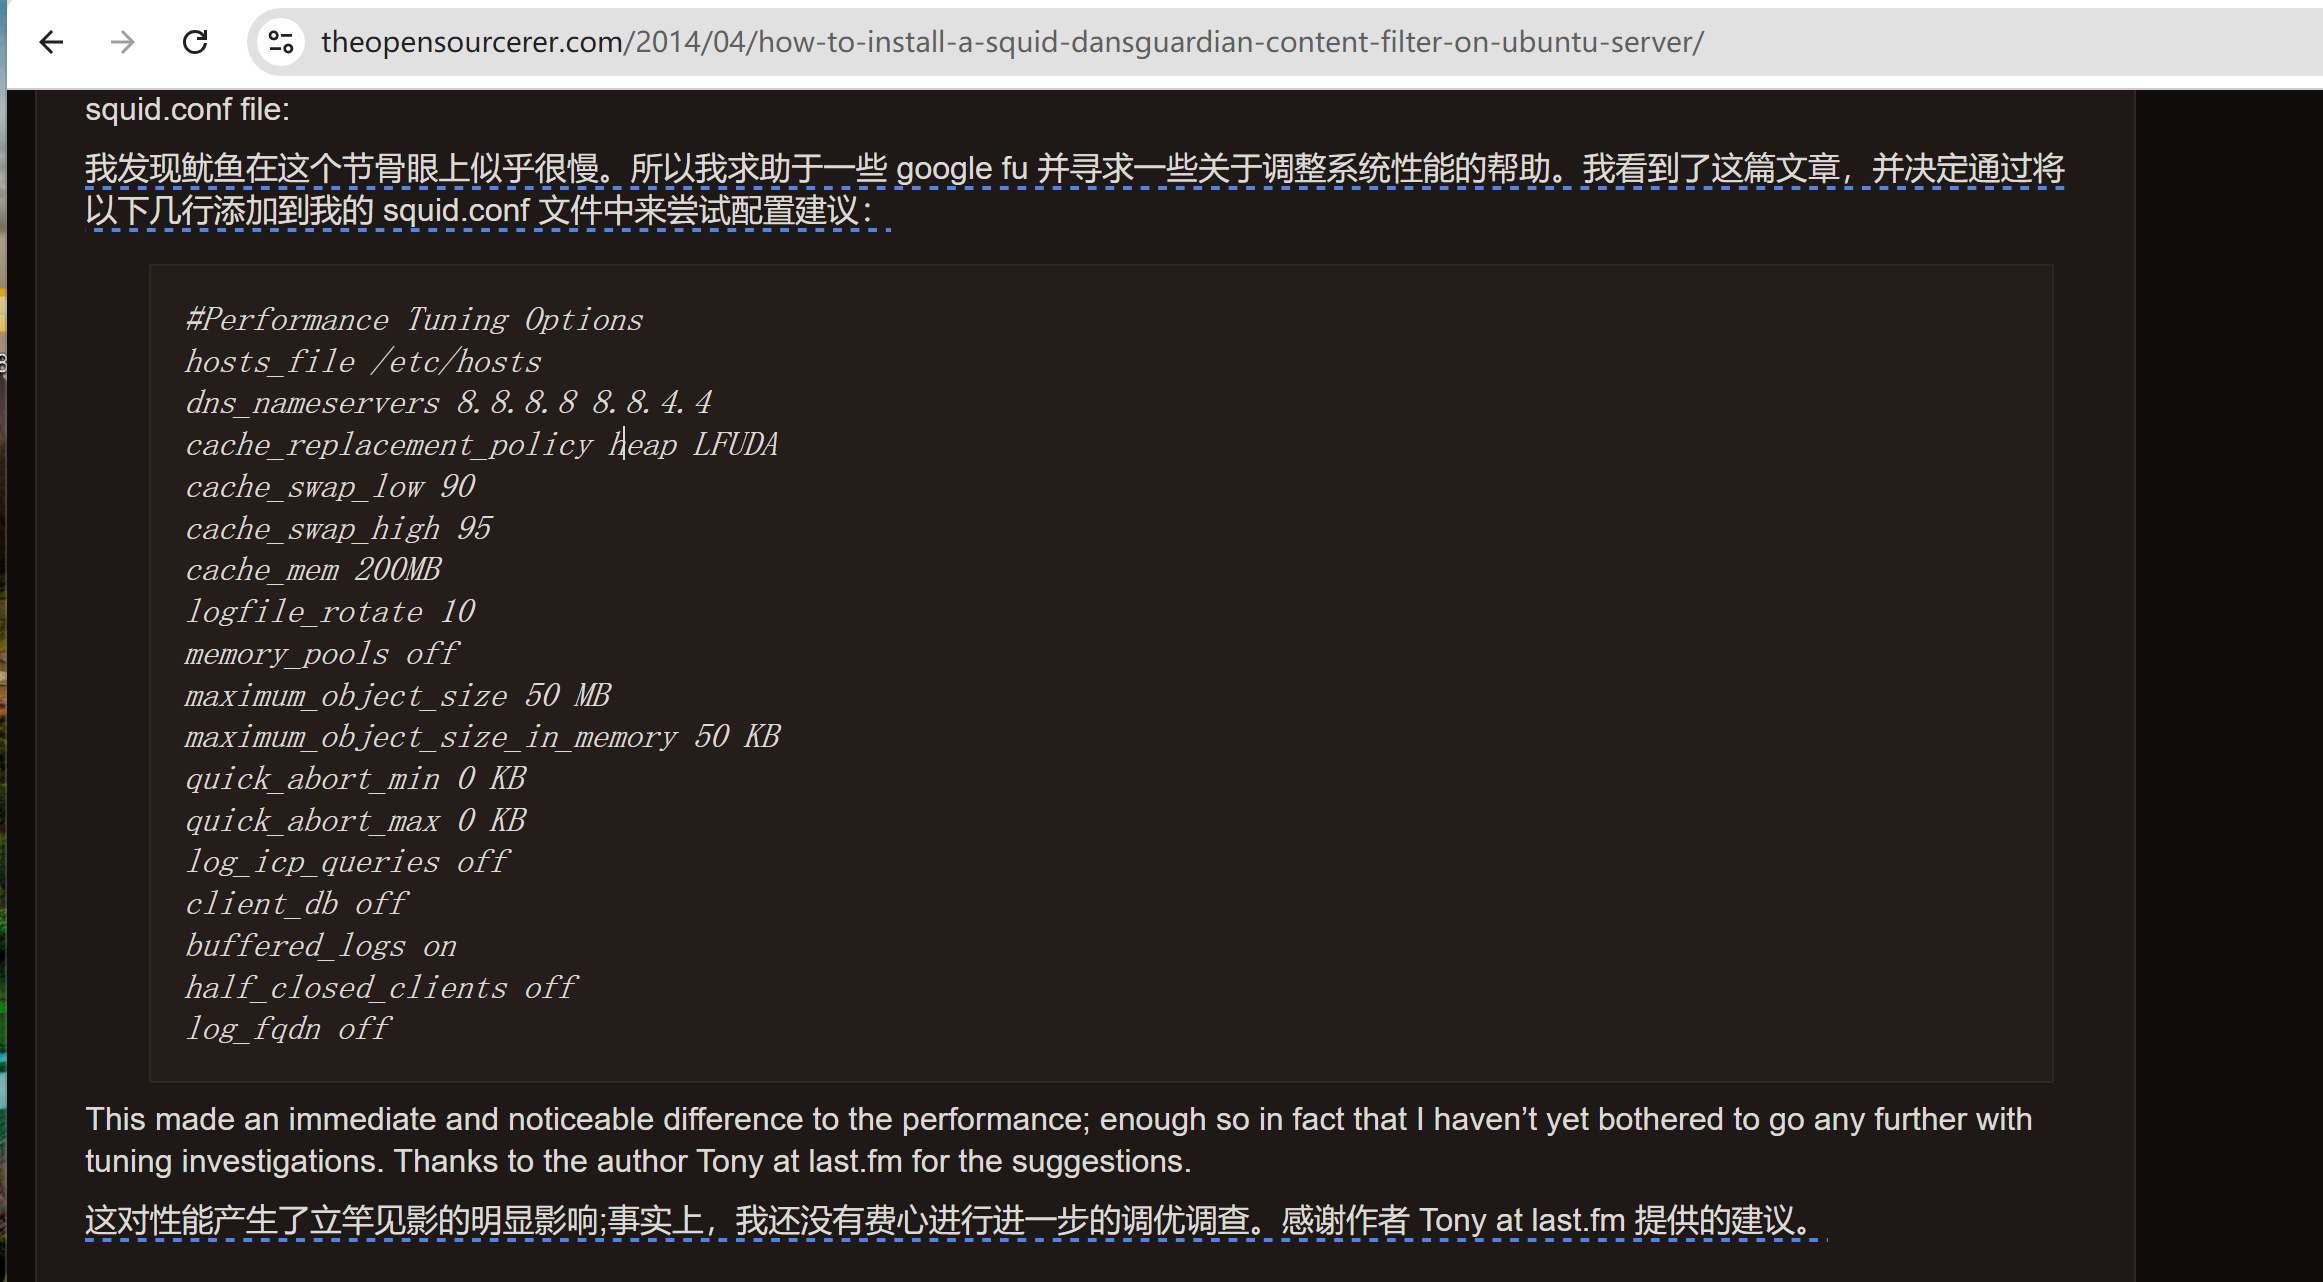 theopensourcerer.com/2014/04/how-to-install-a-squid-dansguardian-content-filter-on-ubuntu-server/
squid.conf file:
我发现鱿鱼在这个节骨眼上似乎很慢。所以我求助于一些 google fu 并寻求一些关于调整系统性能的帮助。我看到了这篇文章，并决定通过将
以下几行添加到我的 squid.conf 文件中来尝试配置建议：
#Performance Tuning Options
hosts_file /etc/hosts
dns_nameservers 8.8.8.8 8.8.4.4
cache_replacement_policy heap LFUDA
cache_swap_low 90
cache_swap_high 95
cache_mem 200MB
logfile_rotate 10
memory_pools off
maximum_object_size 50 MB
maximum_object_size_in_memory 50 KB
quick_abort_min 0 KB
quick_abort_max 0 KB
log_icp_queries off
client_db off
buffered_logs on
half_closed_clients off
log_fqdn off
This made an immediate and noticeable difference to the performance; enough so in fact that I haven’t yet bothered to go any further with
tuning investigations. Thanks to the author Tony at last.fm for the suggestions.
这对性能产生了立竿见影的明显影响;事实上，我还没有费心进行进一步的调优调查。感谢作者 Tony at last.fm 提供的建议。